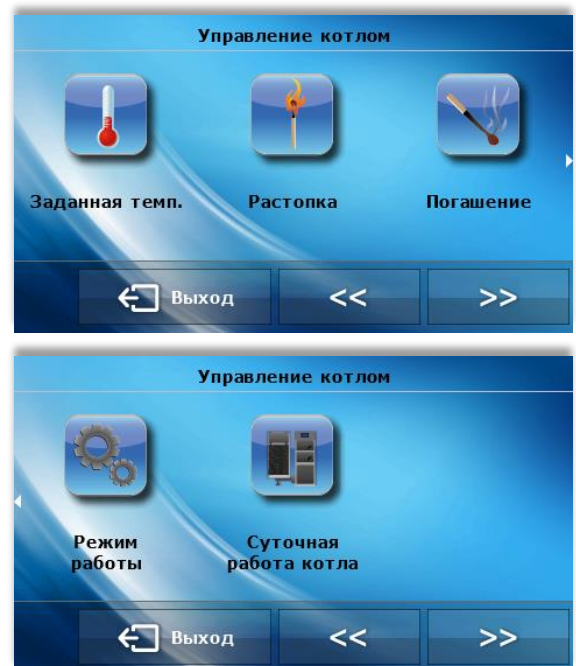 Управление котлом
Заданная темп. Растопка Погашение
Выход << >>
Управление котлом
Режим работы
Суточная работа котла
Выход << >>